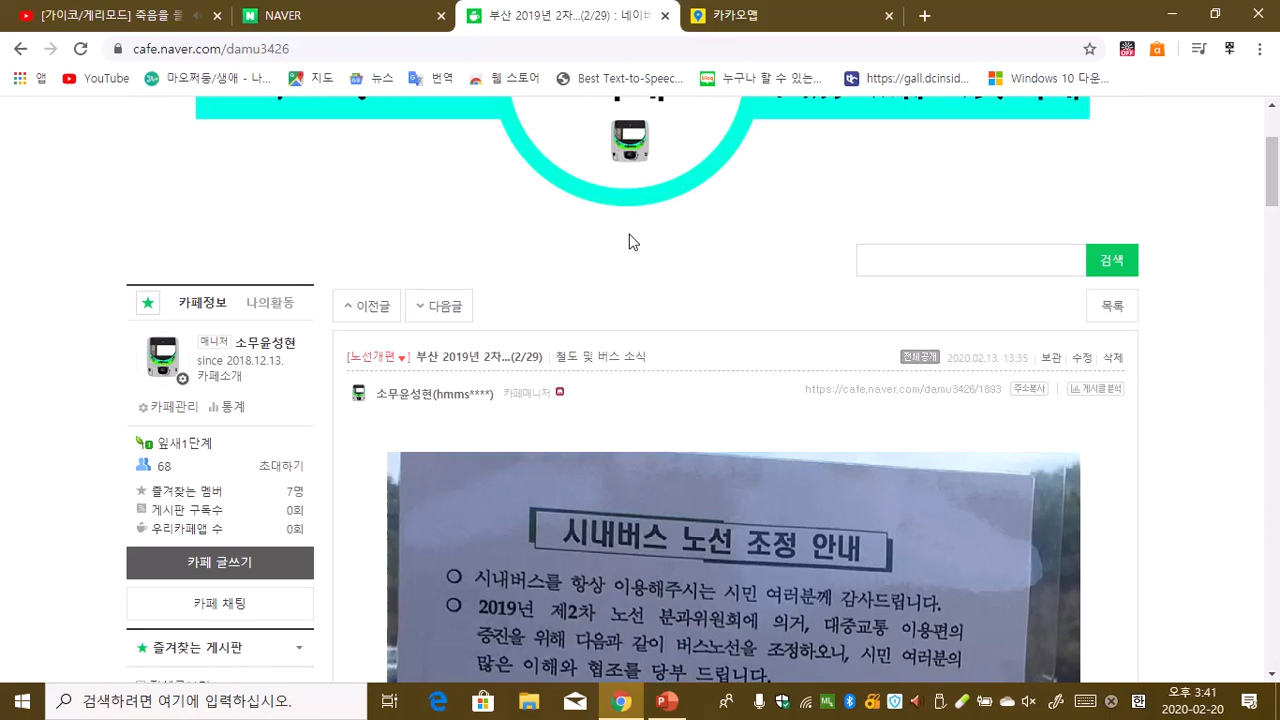 [가이코/게리모드] 죽음을 몰
NAVER
부산 2019년 2차...(2/29) : 네이버
카카오맵
cafe.naver.com/damu3426
앱
YouTube
마오쩌둥/생애 - 나...
지도
뉴스
번역
웹 스토어
Best Text-to-Speec...
누구나 할 수 있는...
https://gall.dcinsid...
Windows 10 다운...
검색
카페정보 나의활동
이전글 다음글
목록
매니저 소무윤성현
since 2018.12.13.
카페소개
[노선개편] 부산 2019년 2차...(2/29) | 철도 및 버스 소식
전체공개 2020.02.13. 13:35 | 보관 | 수정 | 삭제
소무윤성현(hmms****) 카페매니저
https://cafe.naver.com/damu3426/1893 주소복사 | 게시글 분석
카페관리 통계
잎새1단계
68 초대하기
즐겨찾는 멤버 7명
게시판 구독수 0회
우리카페앱 수 0회
카페 글쓰기
카페 채팅
즐겨찾는 게시판
시내버스 노선 조정 안내
○ 시내버스를 항상 이용해주시는 시민 여러분께 감사드립니다.
○ 2019년 제2차 노선 분과위원회에 의거, 대중교통 이용편의
증진을 위해 다음과 같이 버스노선을 조정하오니, 시민 여러분의
많은 이해와 협조를 당부 드립니다.
검색하려면 여기에 입력하십시오.
한
오후 3:41
2020-02-20